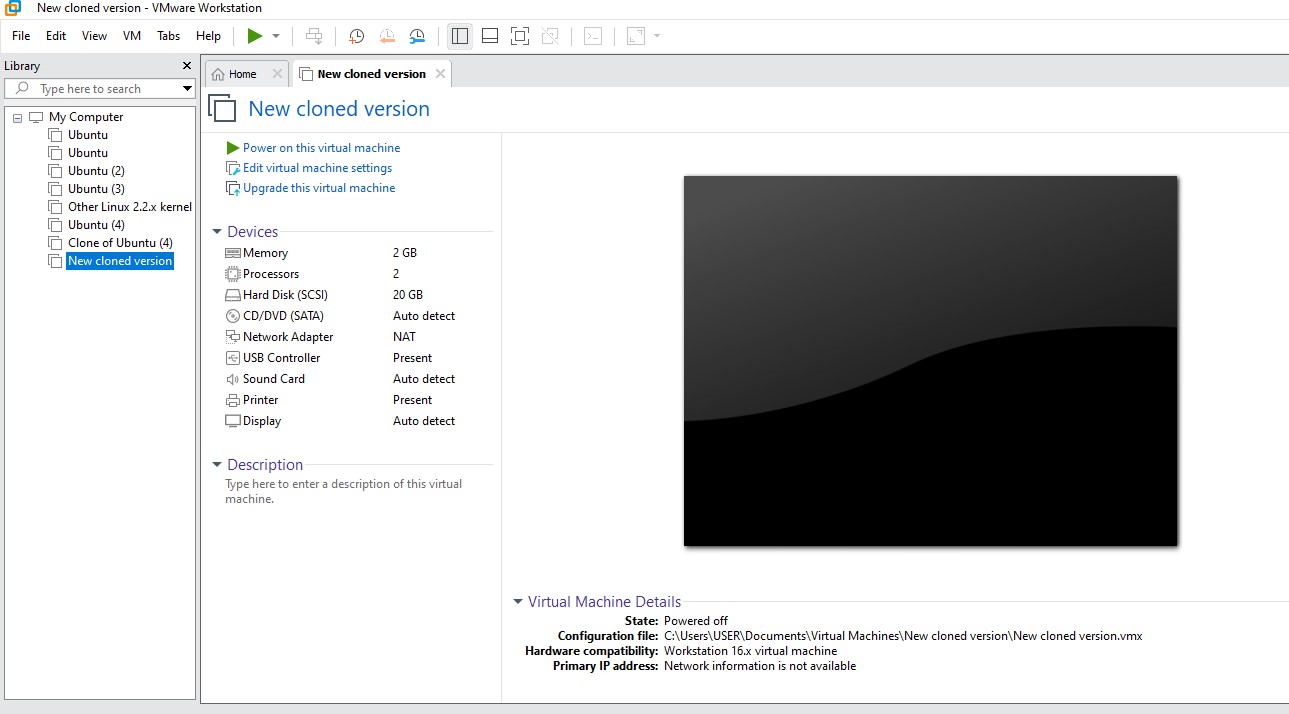 New cloned version - VMware Workstation
File Edit View VM Tabs Help
Library
Type here to search
My Computer
Ubuntu
Ubuntu
Ubuntu (2)
Ubuntu (3)
Other Linux 2.2.x kernel
Ubuntu (4)
Clone of Ubuntu (4)
New cloned version
Home New cloned version
New cloned version
Power on this virtual machine
Edit virtual machine settings
Upgrade this virtual machine
Devices
Memory 2 GB
Processors 2
Hard Disk (SCSI) 20 GB
CD/DVD (SATA) Auto detect
Network Adapter NAT
USB Controller Present
Sound Card Auto detect
Printer Present
Display Auto detect
Description
Type here to enter a description of this virtual
machine.
Virtual Machine Details
State: Powered off
Configuration file: C:\Users\USER\Documents\Virtual Machines\New cloned version\New cloned version.vmx
Hardware compatibility: Workstation 16.x virtual machine
Primary IP address: Network information is not available